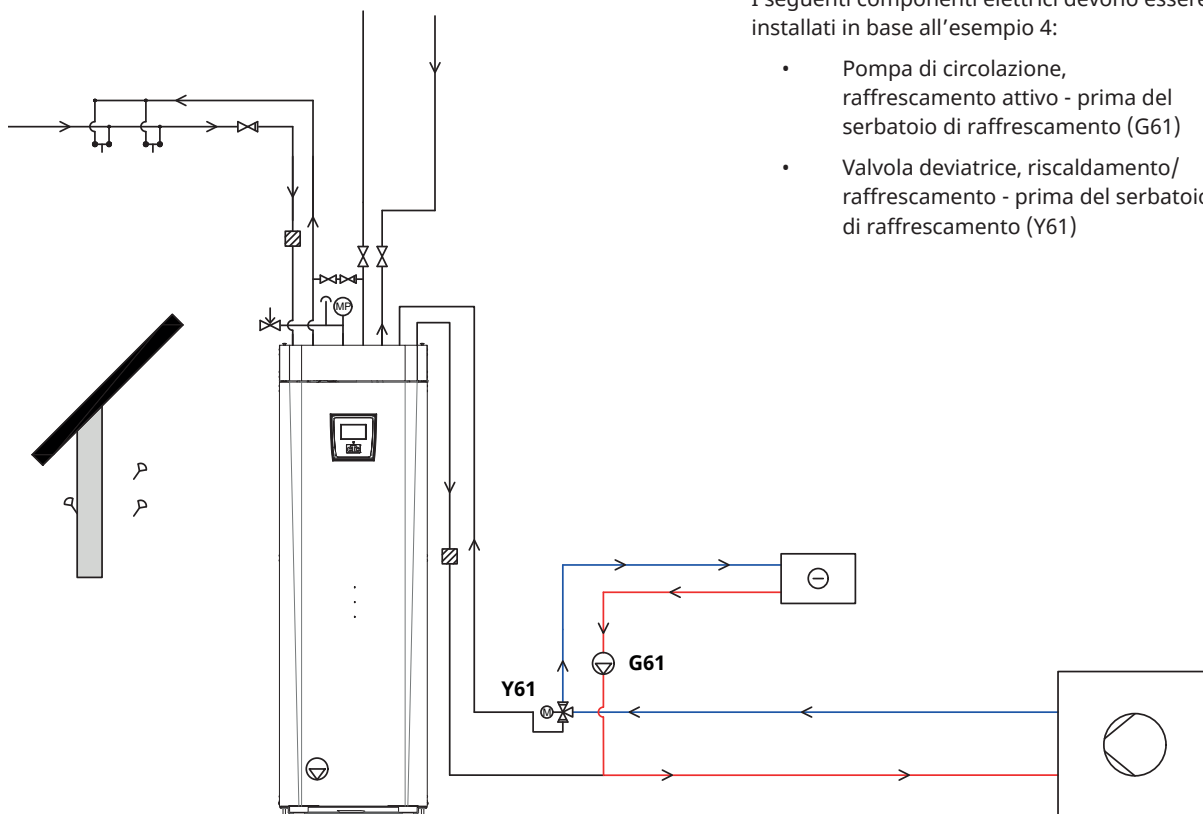 I seguenti componenti elettrici devono essere
installati in base all’esempio 4:
• Pompa di circolazione,
raffrescamento attivo - prima del
serbatoio di raffrescamento (G61)
• Valvola deviatrice, riscaldamento/
raffrescamento - prima del serbatoio
di raffrescamento (Y61)
MP
G61
Y61
M